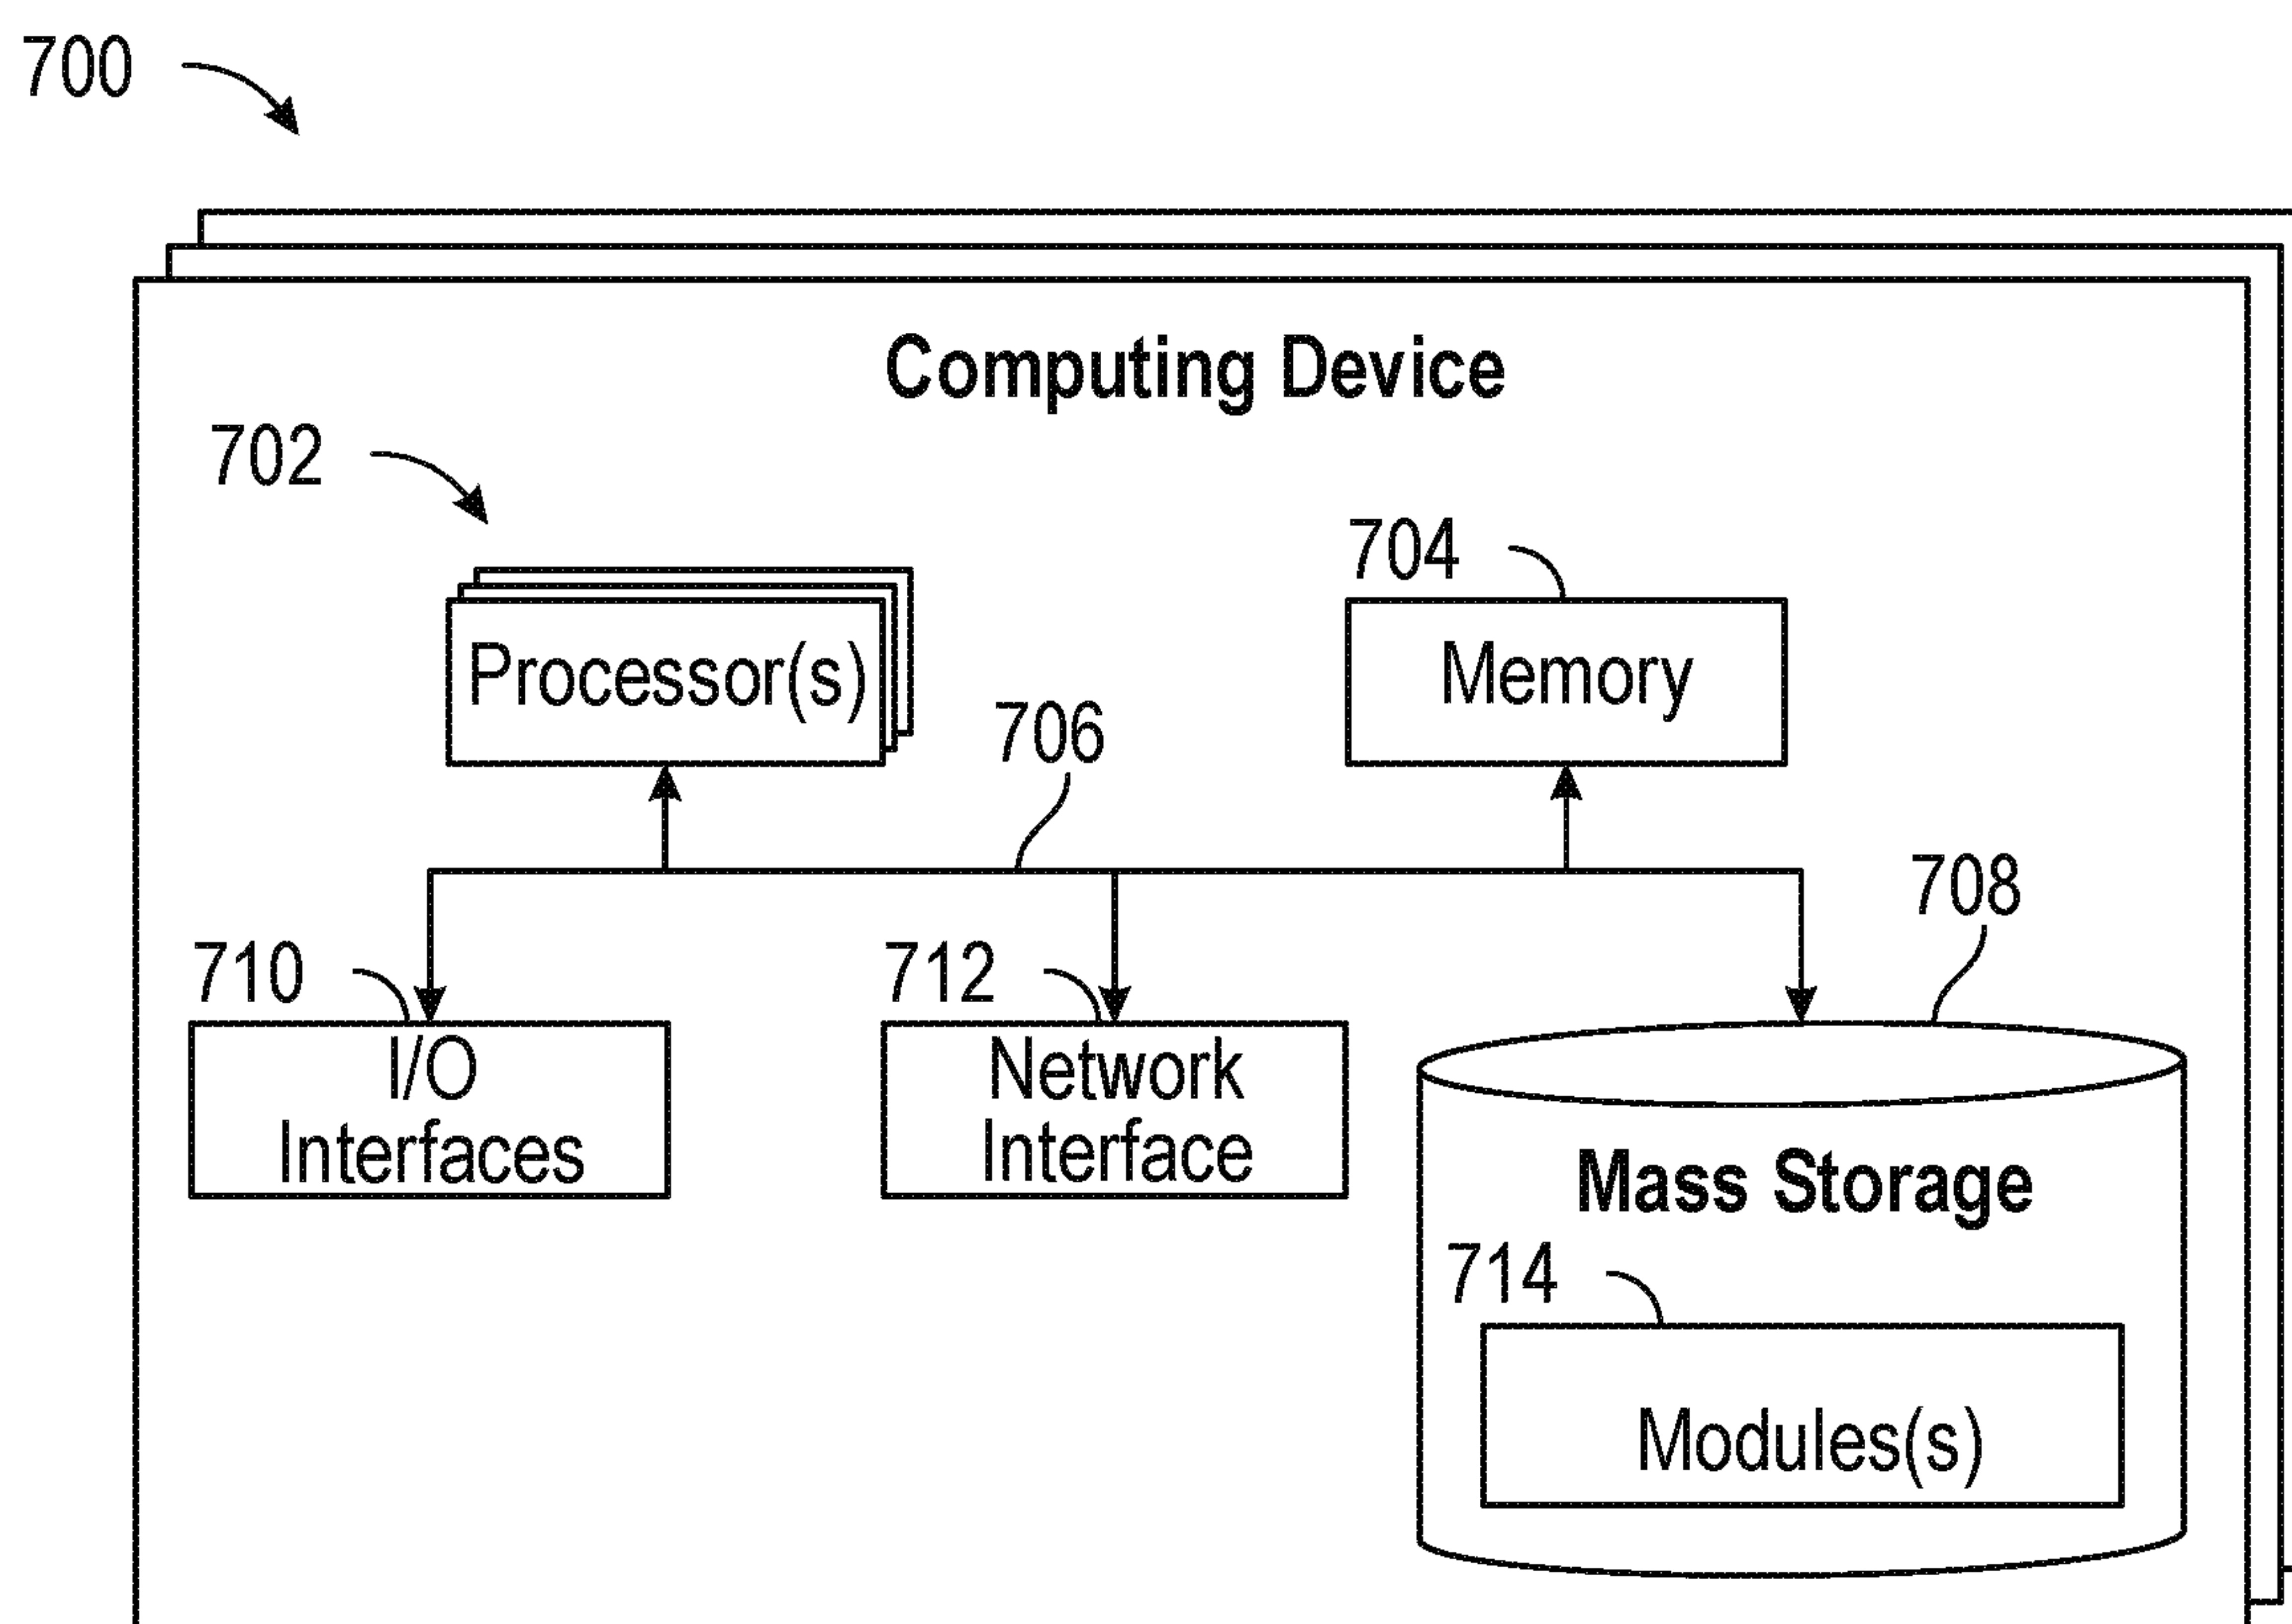 700
Computing Device
702
704
Processor(s)
Memory
706
708
710
712
I/O
Interfaces
Network
Interface
Mass Storage
714
Modules(s)